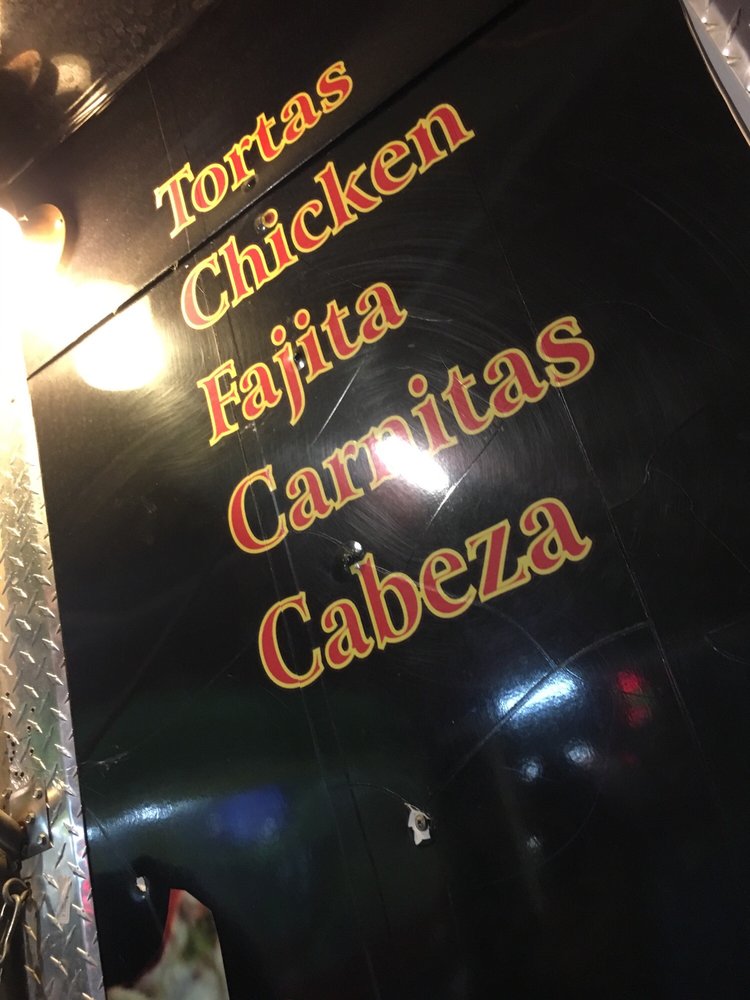 Tortas
Chicken
Fajita
Carnitas
Cabeza